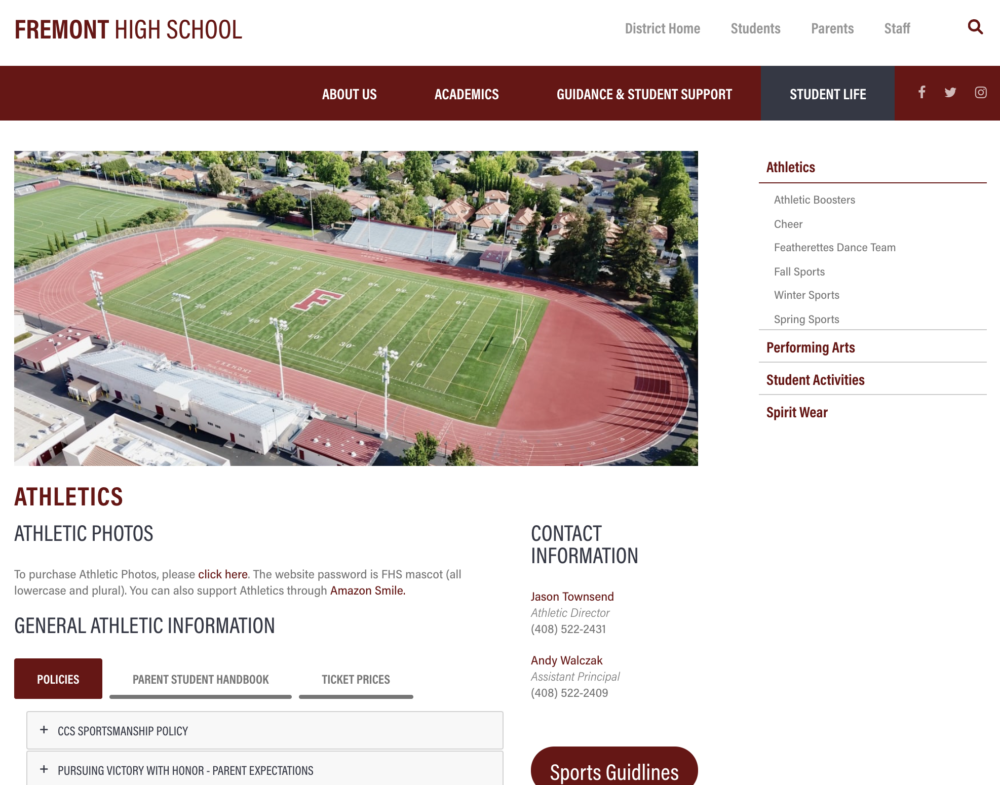 FREMONT HIGH SCHOOL
District Home
Students
Parents
Staff
ABOUT US
ACADEMICS
GUIDANCE & STUDENT SUPPORT
STUDENT LIFE
F
FREMONT
Athletics
Athletic Boosters
Cheer
Featherettes Dance Team
Fall Sports
Winter Sports
Spring Sports
Performing Arts
Student Activities
Spirit Wear
ATHLETICS
ATHLETIC PHOTOS
To purchase Athletic Photos, please click here. The website password is FHS mascot (all
lowercase and plural). You can also support Athletics through Amazon Smile.
GENERAL ATHLETIC INFORMATION
POLICIES
PARENT STUDENT HANDBOOK
TICKET PRICES
+ CCS SPORTSMANSHIP POLICY
+ PURSUING VICTORY WITH HONOR - PARENT EXPECTATIONS
CONTACT
INFORMATION
Jason Townsend
Athletic Director
(408) 522-2431
Andy Walczak
Assistant Principal
(408) 522-2409
Sports Guidlines